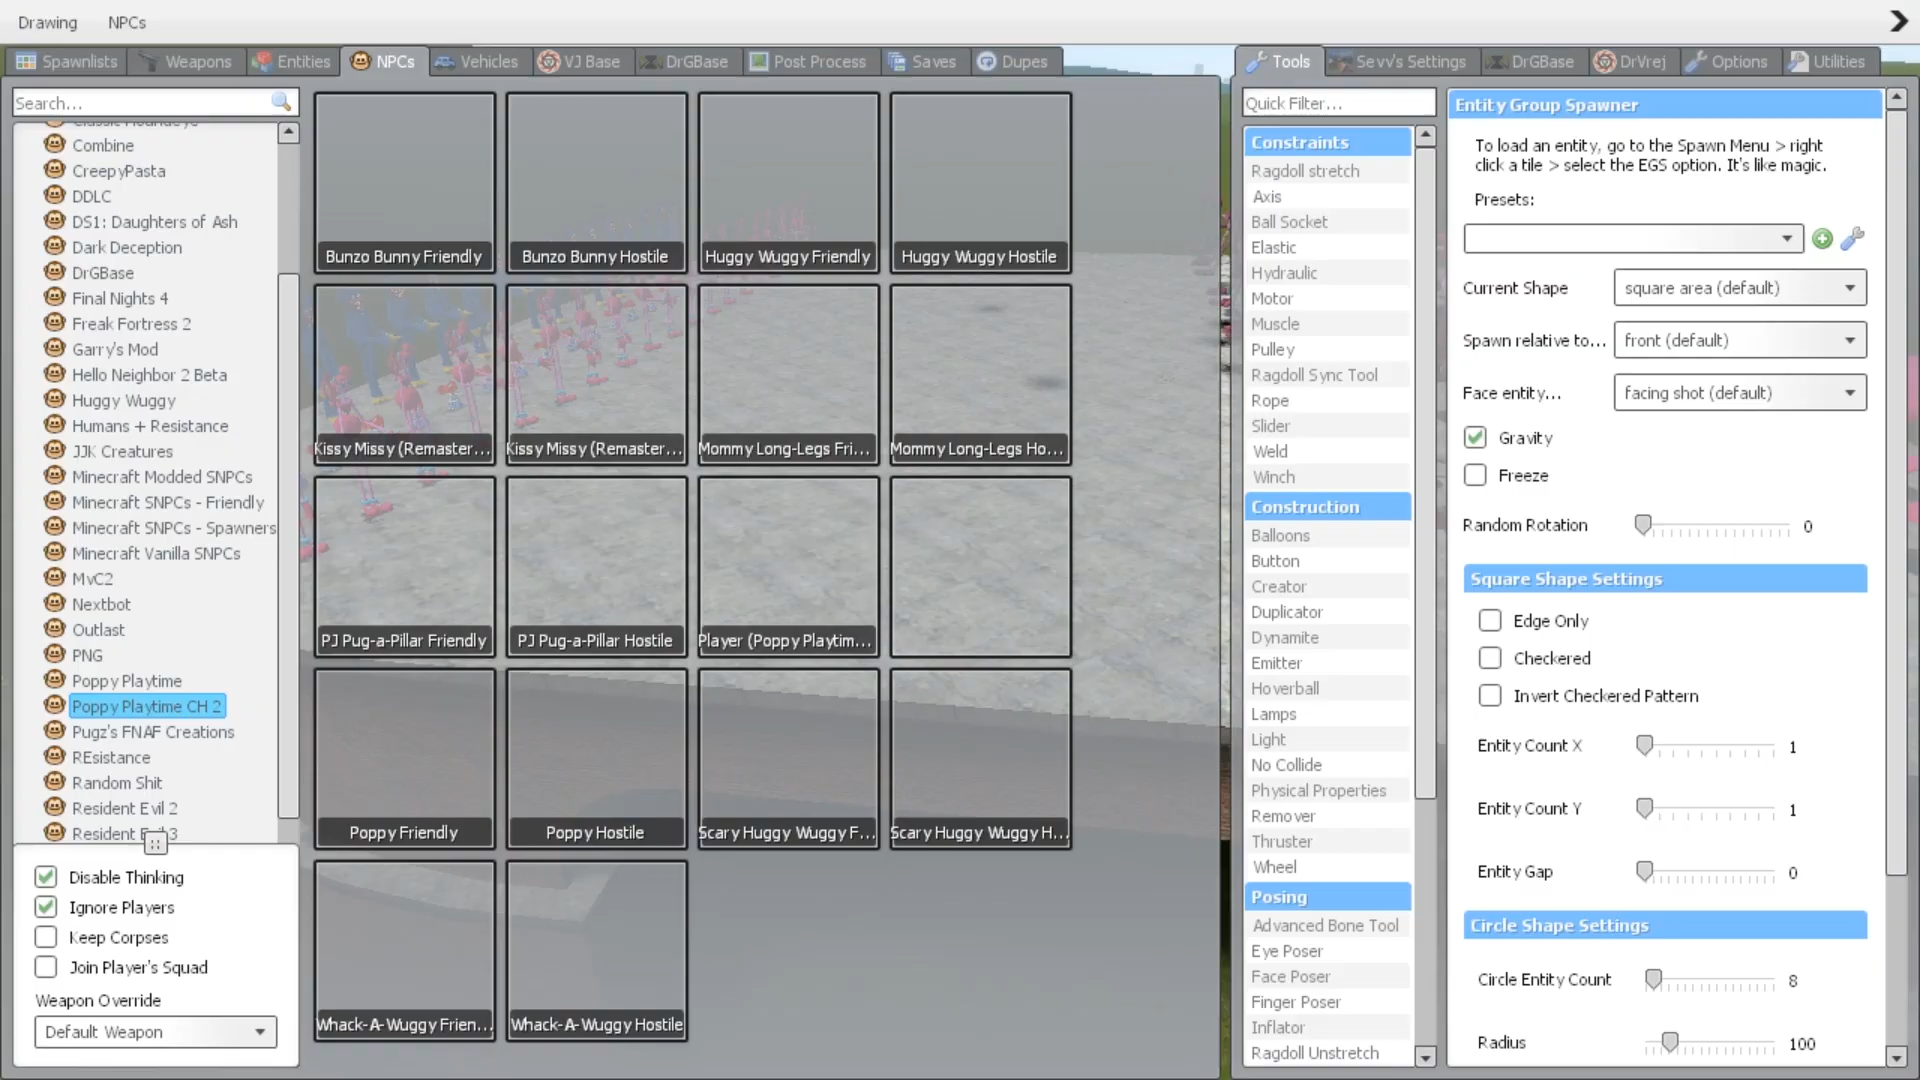 Drawing
NPCs
Spawnlists
Weapons
Entities
NPCs
Vehicles
VJ Base
DrGBase
Post Process
Saves
Dupes
Search...
Combine
CreepyPasta
DDLC
DS1: Daughters of Ash
Dark Deception
DrGBase
Final Nights 4
Freak Fortress 2
Garry's Mod
Hello Neighbor 2 Beta
Huggy Wuggy
Humans + Resistance
JJK Creatures
Minecraft Modded SNPCs
Minecraft SNPCs - Friendly
Minecraft SNPCs - Spawners
Minecraft Vanilla SNPCs
MvC2
Nextbot
Outlast
PNG
Poppy Playtime
Poppy Playtime CH 2
Pugz's FNAF Creations
REsistance
Random Shit
Resident Evil 2
Resident Evil 3
Disable Thinking
Ignore Players
Keep Corpses
Join Player's Squad
Weapon Override
Default Weapon
Bunzo Bunny Friendly
Bunzo Bunny Hostile
Huggy Wuggy Friendly
Huggy Wuggy Hostile
Kissy Missy (Remaster...
Kissy Missy (Remaster...
Mommy Long-Legs Fri...
Mommy Long-Legs Ho...
PJ Pug-a-Pillar Friendly
PJ Pug-a-Pillar Hostile
Player (Poppy Playtim...
Poppy Friendly
Poppy Hostile
Scary Huggy Wuggy F...
Scary Huggy Wuggy H...
Whack-A-Wuggy Frien...
Whack-A-Wuggy Hostile
Tools
Sevv's Settings
DrGBase
DrVrej
Options
Utilities
Quick Filter...
Constraints
Ragdoll stretch
Axis
Ball Socket
Elastic
Hydraulic
Motor
Muscle
Pulley
Ragdoll Sync Tool
Rope
Slider
Weld
Winch
Construction
Balloons
Button
Creator
Duplicator
Dynamite
Emitter
Hoverball
Lamps
Light
No Collide
Physical Properties
Remover
Thruster
Wheel
Posing
Advanced Bone Tool
Eye Poser
Face Poser
Finger Poser
Inflator
Ragdoll Unstretch
Entity Group Spawner
To load an entity, go to the Spawn Menu > right
click a tile > select the EGS option. It's like magic.
Presets:
Current Shape
square area (default)
Spawn relative to...
front (default)
Face entity...
facing shot (default)
Gravity
Freeze
Random Rotation
0
Square Shape Settings
Edge Only
Checkered
Invert Checkered Pattern
Entity Count X
1
Entity Count Y
1
Entity Gap
0
Circle Shape Settings
Circle Entity Count
8
Radius
100